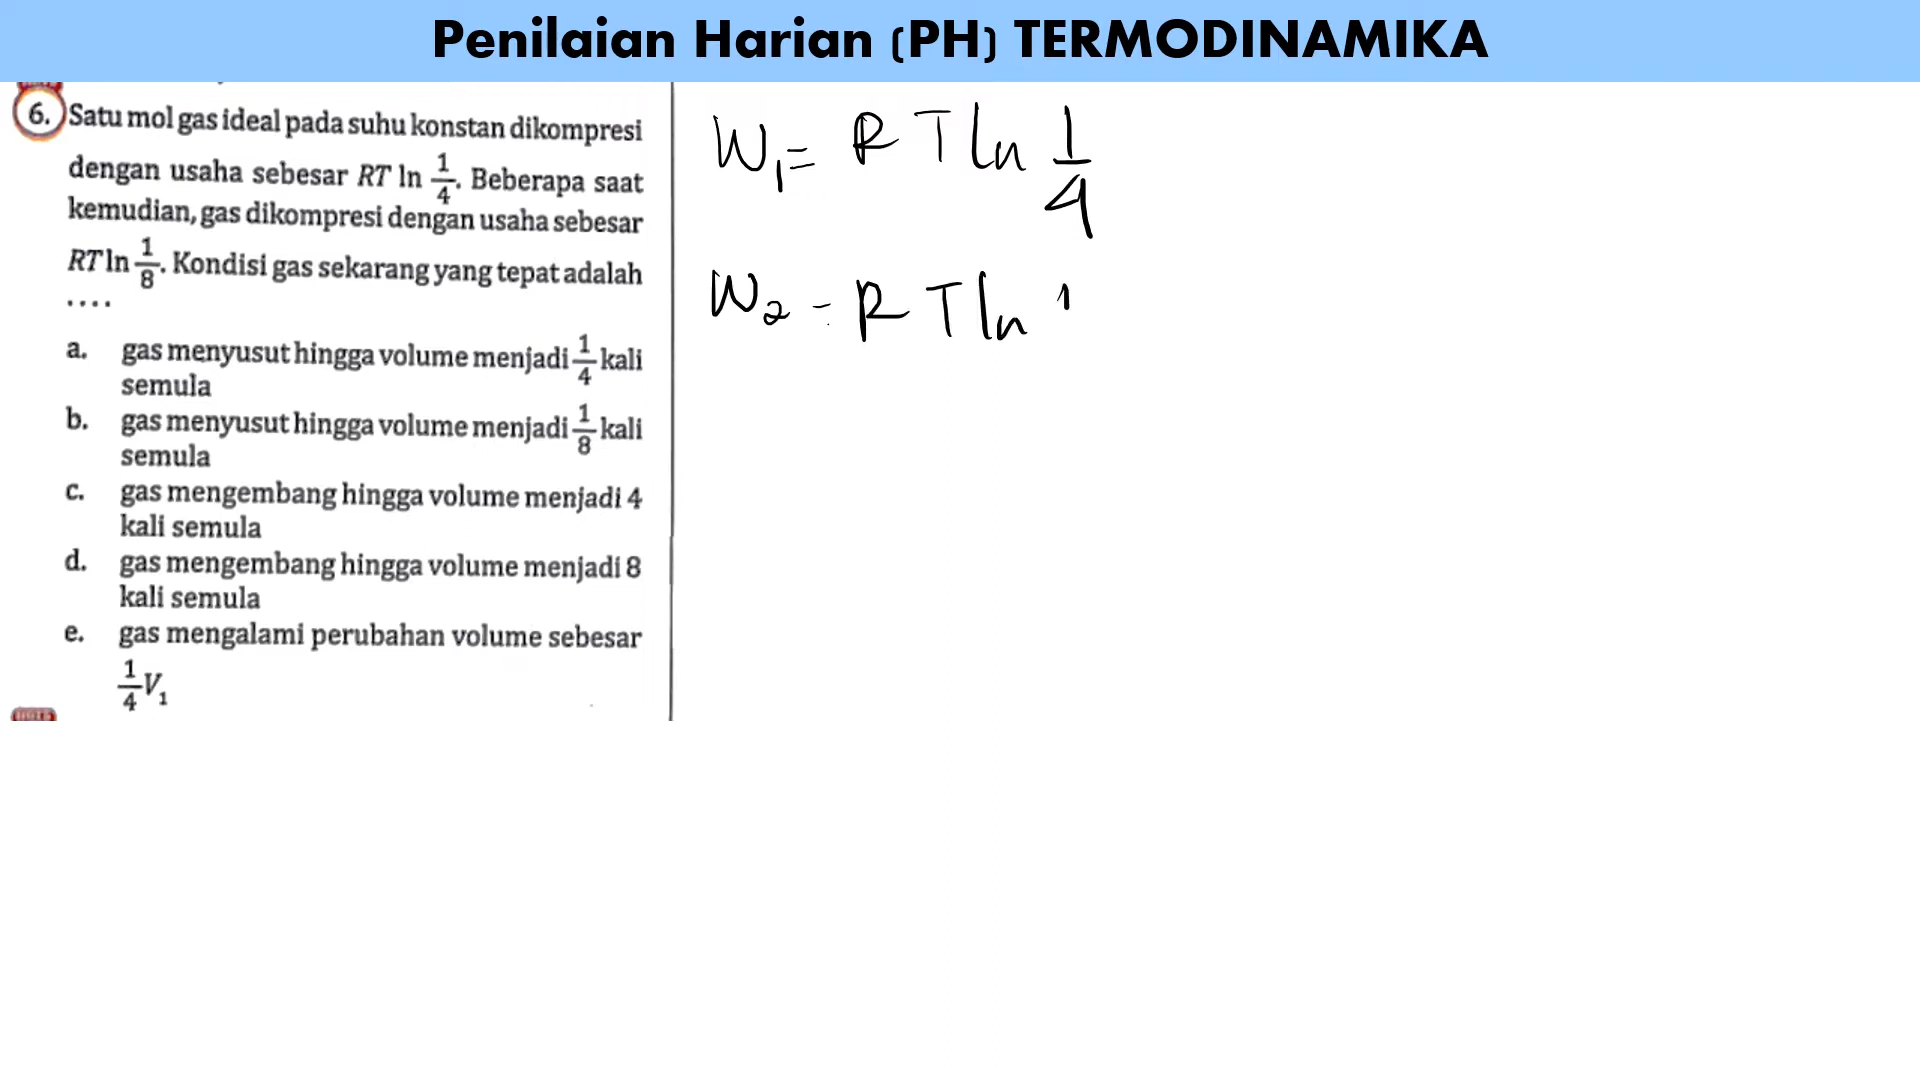 Penilaian Harian (PH) TERMODINAMIKA
6. Satu mol gas ideal pada suhu konstan dikompresi
dengan usaha sebesar RT ln 1/4. Beberapa saat
kemudian, gas dikompresi dengan usaha sebesar
RT ln 1/8. Kondisi gas sekarang yang tepat adalah
....
a. gas menyusut hingga volume menjadi 1/4 kali
semula
b. gas menyusut hingga volume menjadi 1/8 kali
semula
c. gas mengembang hingga volume menjadi 4
kali semula
d. gas mengembang hingga volume menjadi 8
kali semula
e. gas mengalami perubahan volume sebesar
1/4 V₁
W₁ = R T ln 1/4
W₂ = R T ln 1